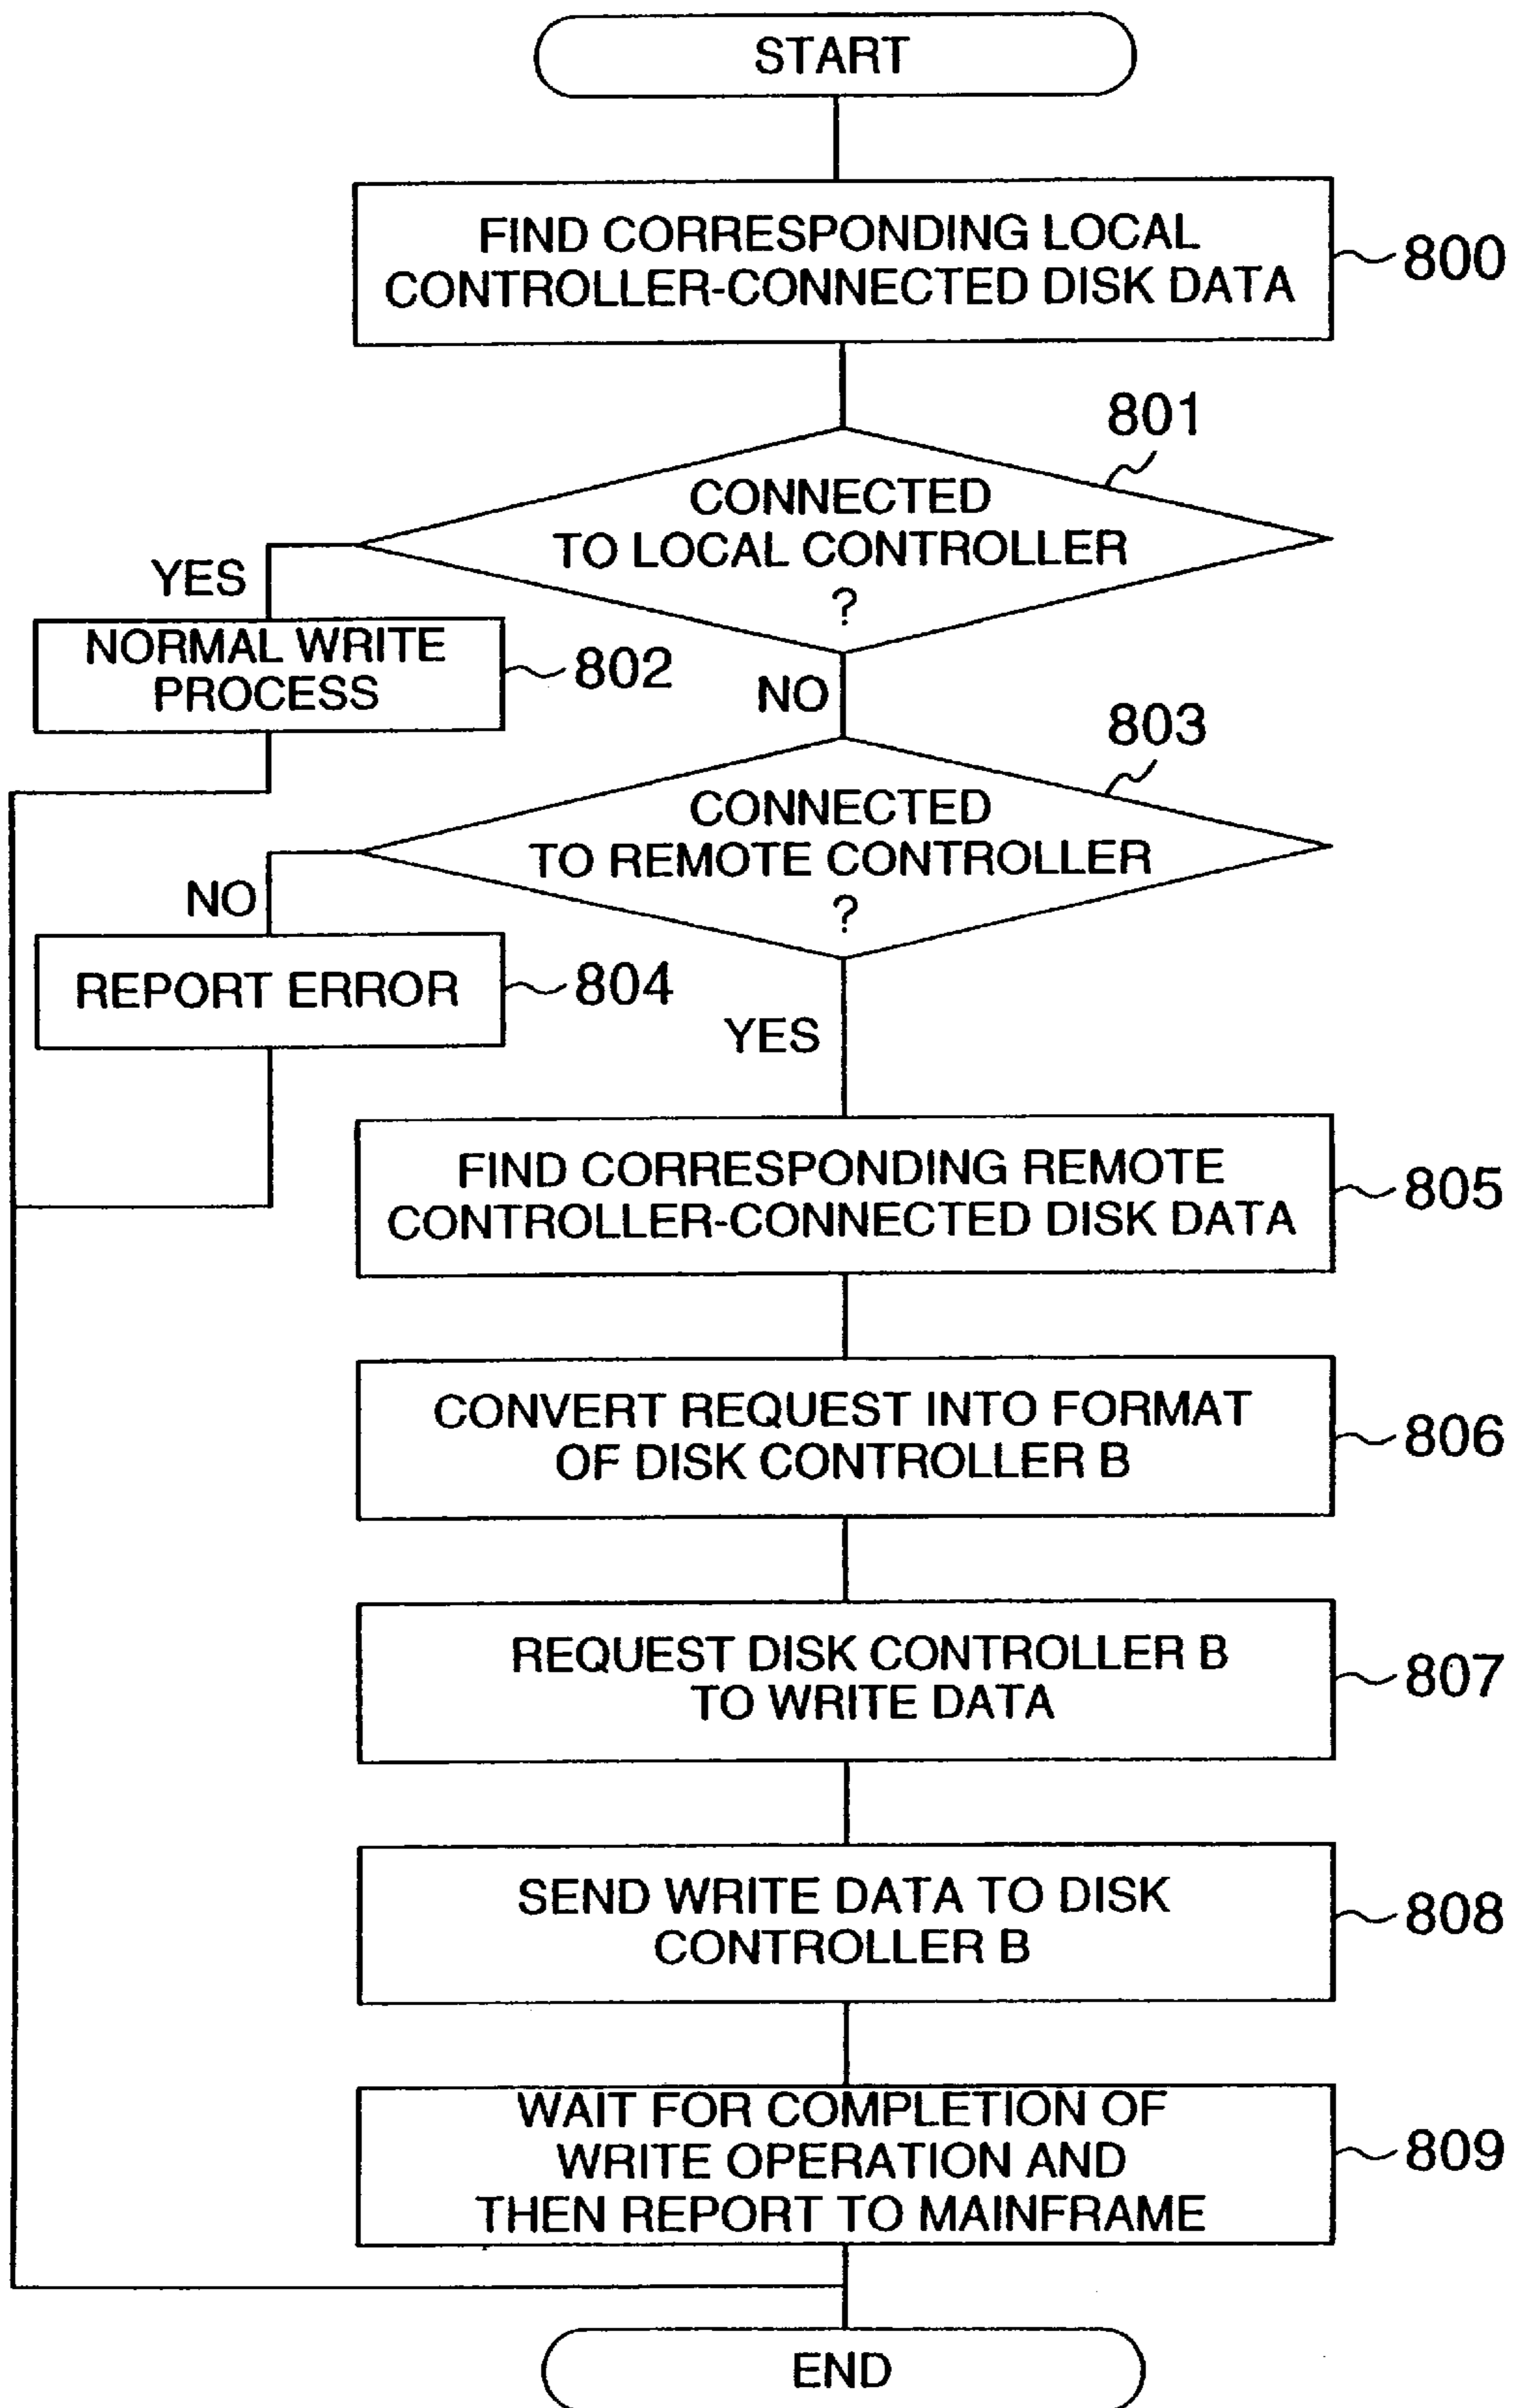 START
FIND CORRESPONDING LOCAL
CONTROLLER-CONNECTED DISK DATA
800
801
CONNECTED
TO LOCAL CONTROLLER
?
YES
NORMAL WRITE
PROCESS
802
NO
803
CONNECTED
TO REMOTE CONTROLLER
?
NO
REPORT ERROR
804
YES
FIND CORRESPONDING REMOTE
CONTROLLER-CONNECTED DISK DATA
805
CONVERT REQUEST INTO FORMAT
OF DISK CONTROLLER B
806
REQUEST DISK CONTROLLER B
TO WRITE DATA
807
SEND WRITE DATA TO DISK
CONTROLLER B
808
WAIT FOR COMPLETION OF
WRITE OPERATION AND
THEN REPORT TO MAINFRAME
809
END